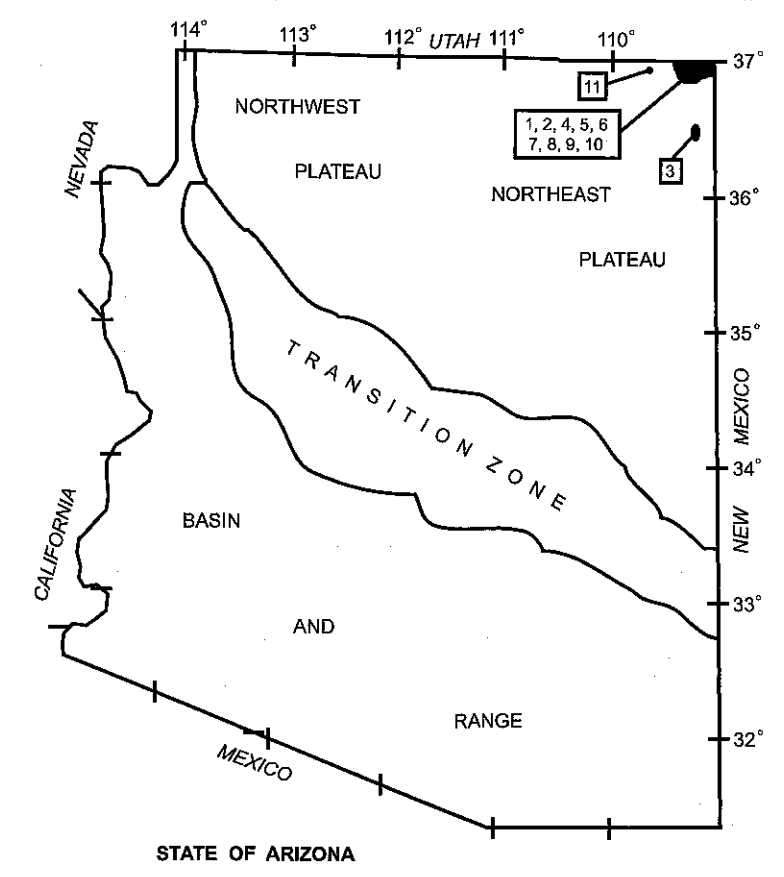 114°
113°
112°
UTAH
111°
110°
37°
11
NORTHWEST
1, 2, 4, 5, 6
7, 8, 9, 10
NEVADA
PLATEAU
3
NORTHEAST
36°
PLATEAU
35°
TRANSITION ZONE
NEW MEXICO
34°
BASIN
CALIFORNIA
33°
AND
RANGE
32°
MEXICO
STATE OF ARIZONA